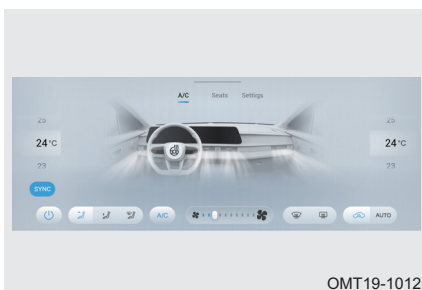 A/C Seats Settings
25 25
24°C 24°C
23 23
SYNC
A/C AUTO
OMT19-1012